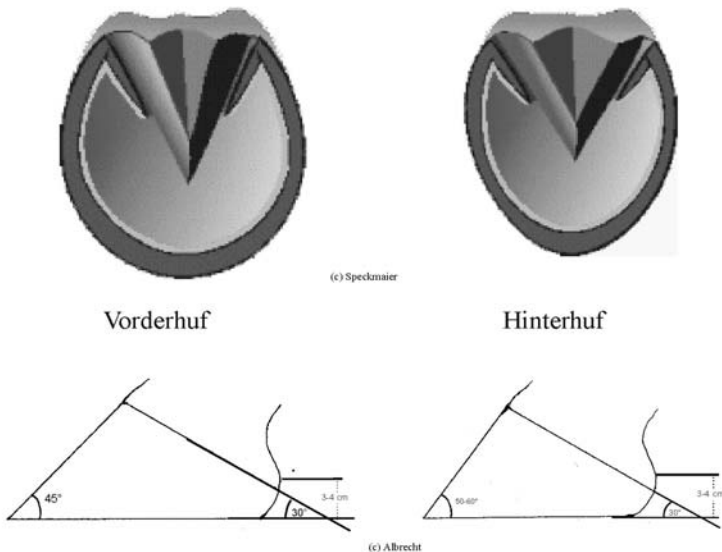 (c) Speckmaier
Vorderhuf
Hinterhuf
45°
30°
3-4 cm
50-60°
30°
3-4 cm
(c) Albrecht